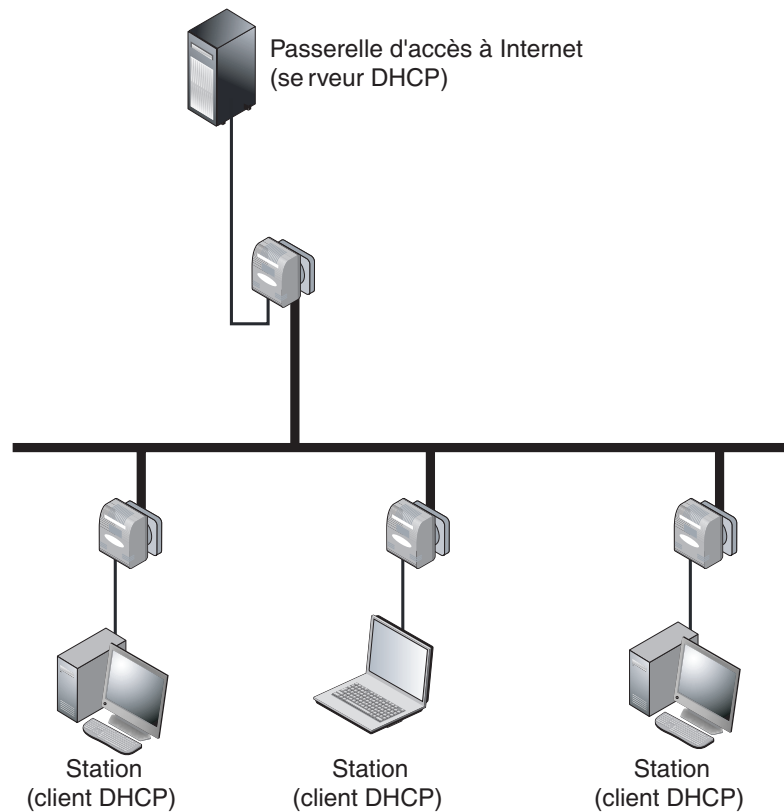 Passerelle d'accès à Internet
(se rveur DHCP)
Station
(client DHCP)
Station
(client DHCP)
Station
(client DHCP)